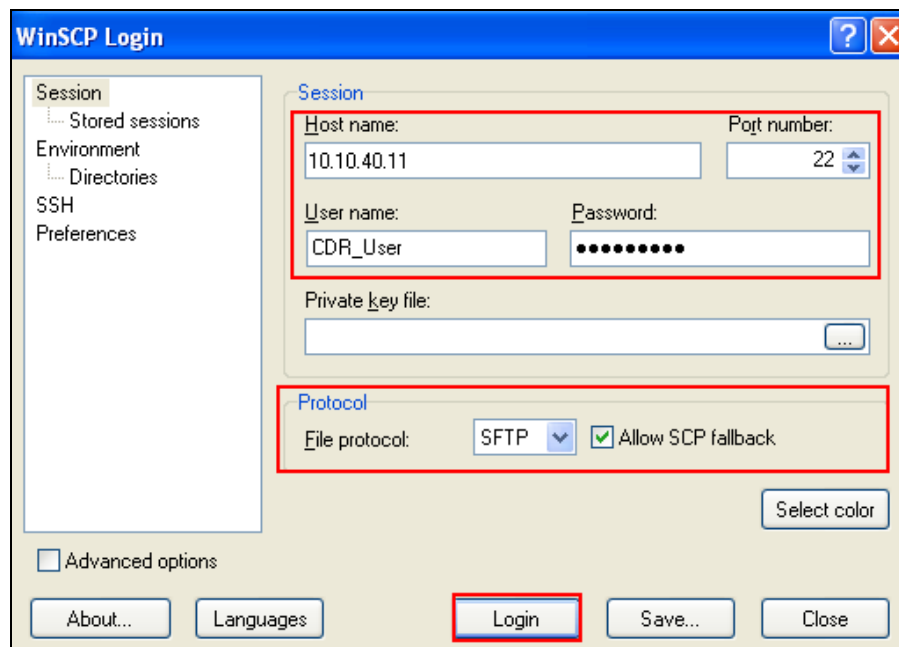 WinSCP Login
?
Session
Stored sessions
Environment
Directories
SSH
Preferences
Session
Host name: Port number:
10.10.40.11 22
User name: Password:
CDR_User •••••••••
Private key file:
...
Protocol
File protocol: SFTP Allow SCP fallback
Select color
Advanced options
About... Languages Login Save... Close